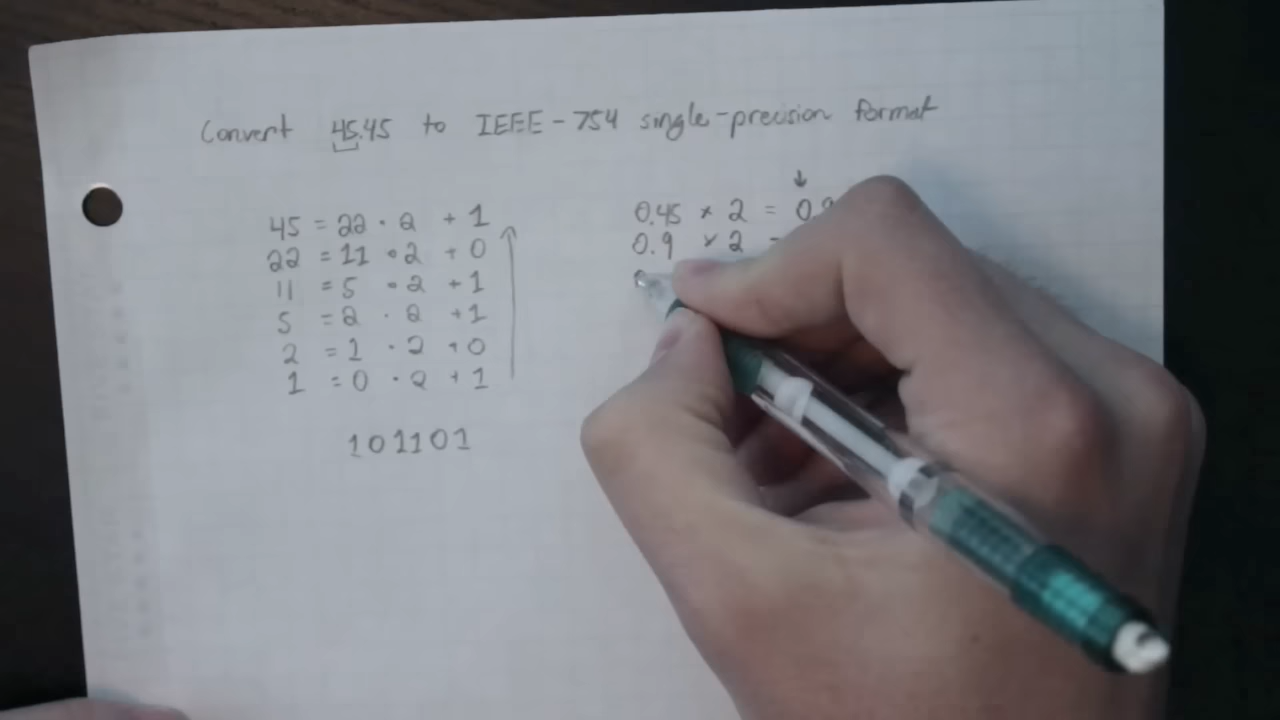 Convert 45.45 to IEEE-754 single-precision format
45 = 22 · 2 + 1
22 = 11 · 2 + 0
11 = 5 · 2 + 1
5 = 2 · 2 + 1
2 = 1 · 2 + 0
1 = 0 · 2 + 1
101101
↓
0.45 × 2 = 0.9
0.9 × 2